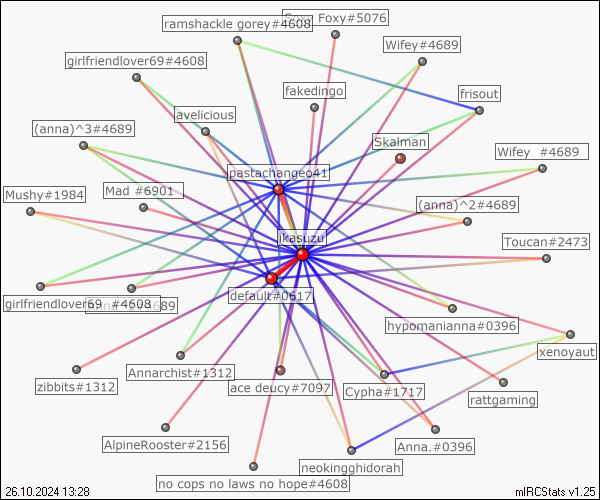 ramshackle gorey#4608
Foxy#5076
Wifey#4689
girlfriendlover69#4608
fakedingo
frisout
avelicious
(anna)^3#4689
Skalman
Wifey #4689
pastachangeo41
Mushy#1984
Mad #6901
(anna)^2#4689
jkasuzu
Toucan#2473
default#0617
girlfriendlover69 #4608
#4689
hypomanianna#0396
xenoyaut
zibbits#1312
Annarchist#1312
ace deucy#7097
Cypha#1717
rattgaming
AlpineRooster#2156
Anna.#0396
neokingghidorah
no cops no laws no hope#4608
26.10.2024 13:28
mIRCStats v1.25